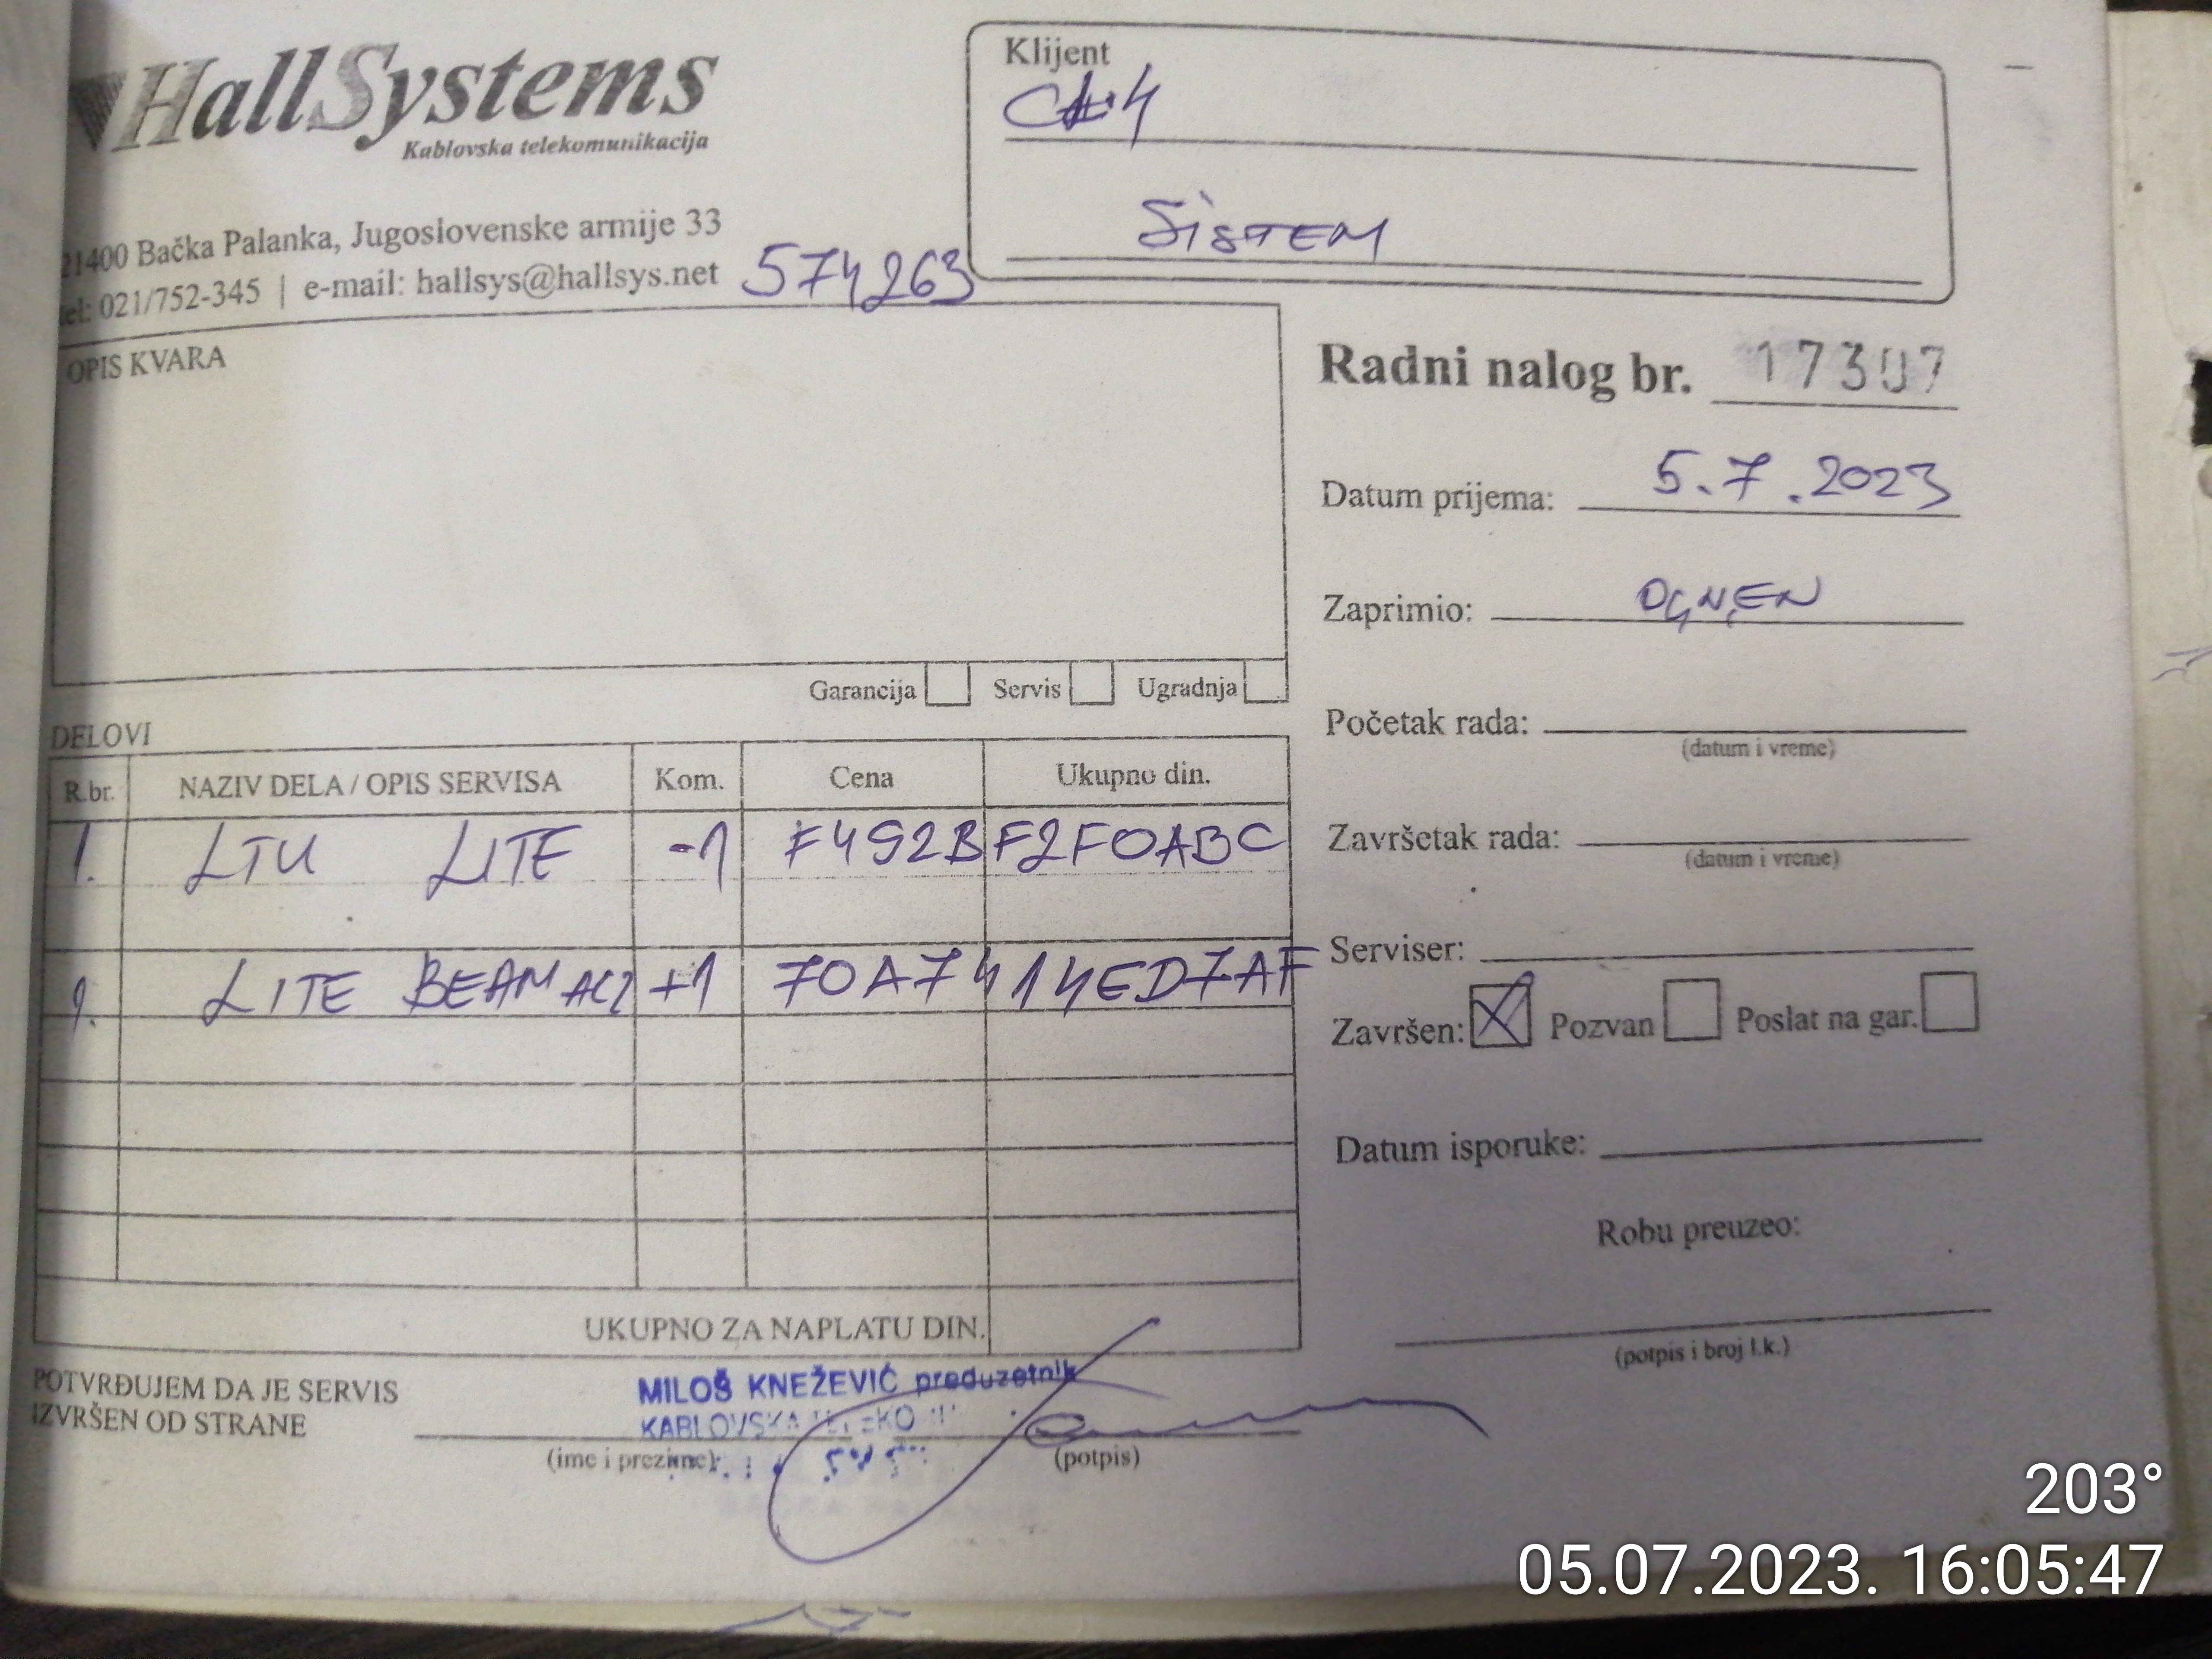 HallSystems
Kablovska telekomunikacija
21400 Bačka Palanka, Jugoslovenske armije 33
tel: 021/752-345 | e-mail: hallsys@hallsys.net
574263
Klijent
SISTEM
OPIS KVARA
Garancija Servis Ugradnja
Radni nalog br. 17307
Datum prijema: 5.7.2023
Zaprimio: OGNJEN
Početak rada:
(datum i vreme)
Završetak rada:
(datum i vreme)
Serviser:
Završen: X Pozvan Poslat na gar.
Datum isporuke:
Robu preuzeo:
(potpis i broj l.k.)
DELOVI
R.br. NAZIV DELA / OPIS SERVISA Kom. Cena Ukupno din.
1. LTU LITE -1 F492BF2F0ABC
2. LITE BEAM AC2 +1 70A7414ED7AF
UKUPNO ZA NAPLATU DIN.
POTVRĐUJEM DA JE SERVIS
IZVRŠEN OD STRANE
MILOŠ KNEŽEVIĆ preduzetnik
KABLOVSKA
(ime i prezime)
(potpis)
203°
05.07.2023. 16:05:47